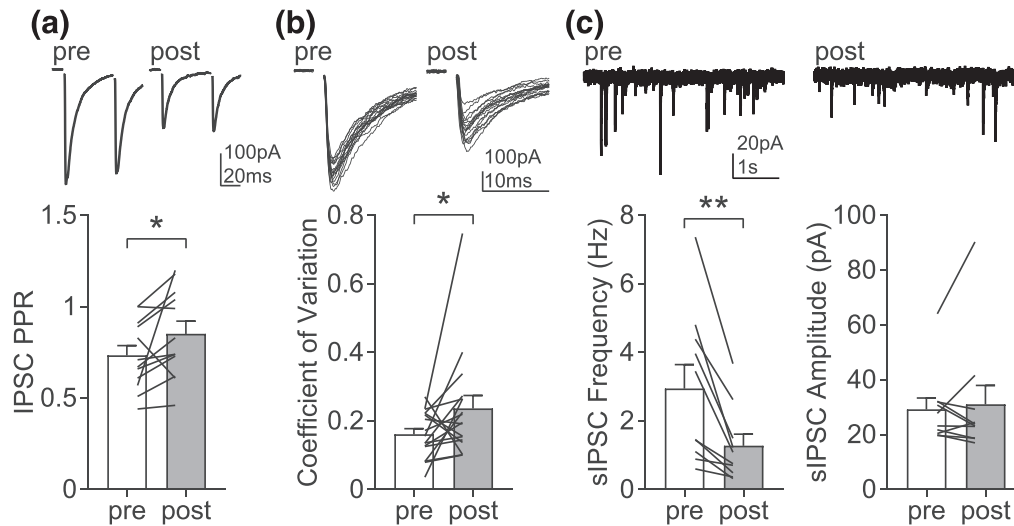 (a)
pre
post
100pA
20ms
IPSC PPR
1.5
1
0.5
0
*
pre
post
(b)
pre
post
100pA
10ms
Coefficient of Variation
0.8
0.6
0.4
0.2
0
*
pre
post
(c)
pre
post
20pA
1s
sIPSC Frequency (Hz)
8
6
4
2
0
**
pre
post
sIPSC Amplitude (pA)
100
80
60
40
20
0
pre
post